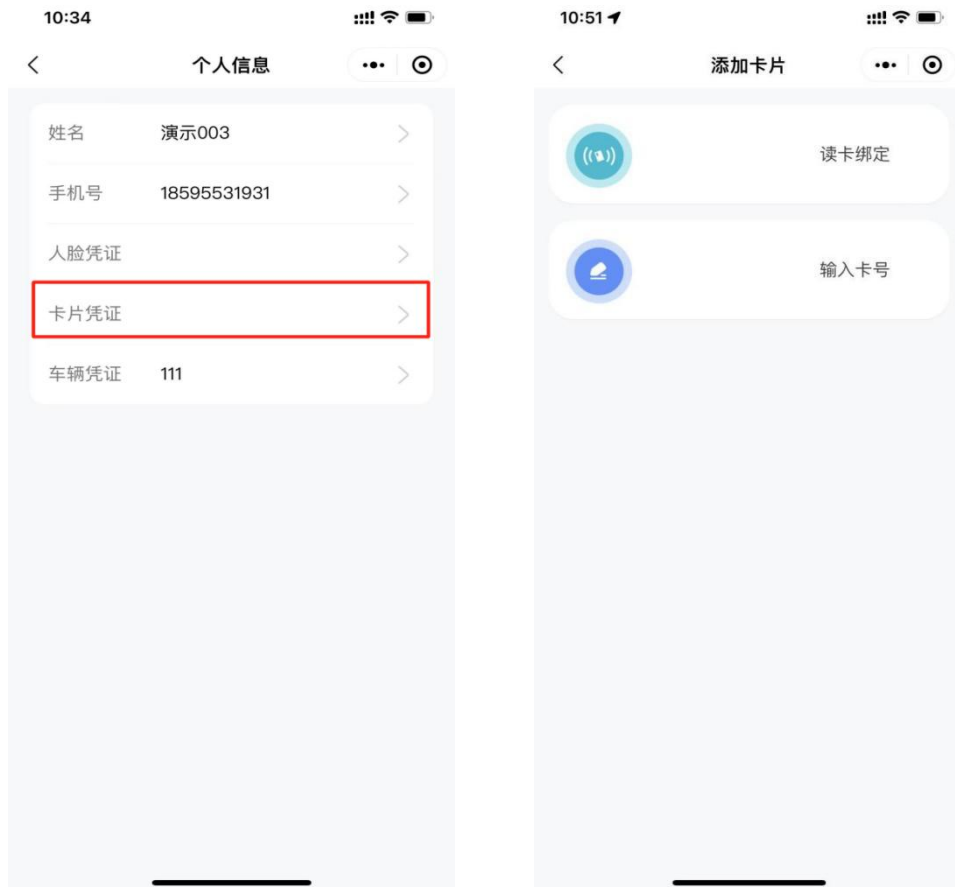 10:34
个人信息
姓名 演示003
手机号 18595531931
人脸凭证
卡片凭证
车辆凭证 111
10:51
添加卡片
读卡绑定
输入卡号